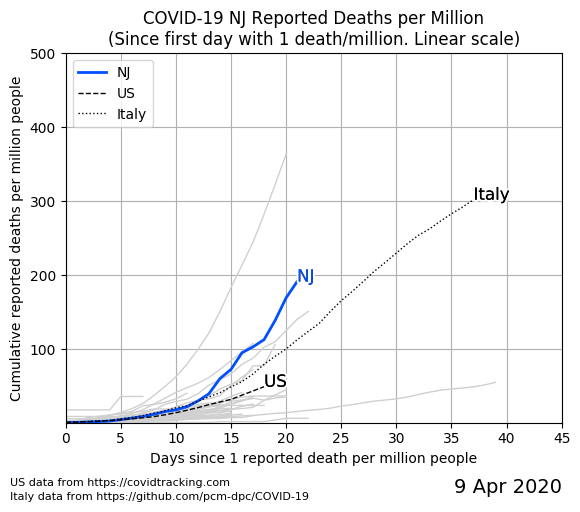 COVID-19 NJ Reported Deaths per Million
(Since first day with 1 death/million. Linear scale)
500
400
300
200
100
Cumulative reported deaths per million people
NJ
US
Italy
Italy
NJ
US
0
5
10
15
20
25
30
35
40
45
Days since 1 reported death per million people
US data from https://covidtracking.com
Italy data from https://github.com/pcm-dpc/COVID-19
9 Apr 2020